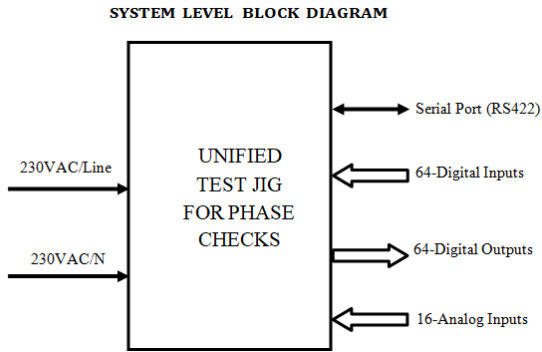 SYSTEM LEVEL BLOCK DIAGRAM
230VAC/Line
230VAC/N
UNIFIED
TEST JIG
FOR PHASE
CHECKS
Serial Port (RS422)
64-Digital Inputs
64-Digital Outputs
16-Analog Inputs